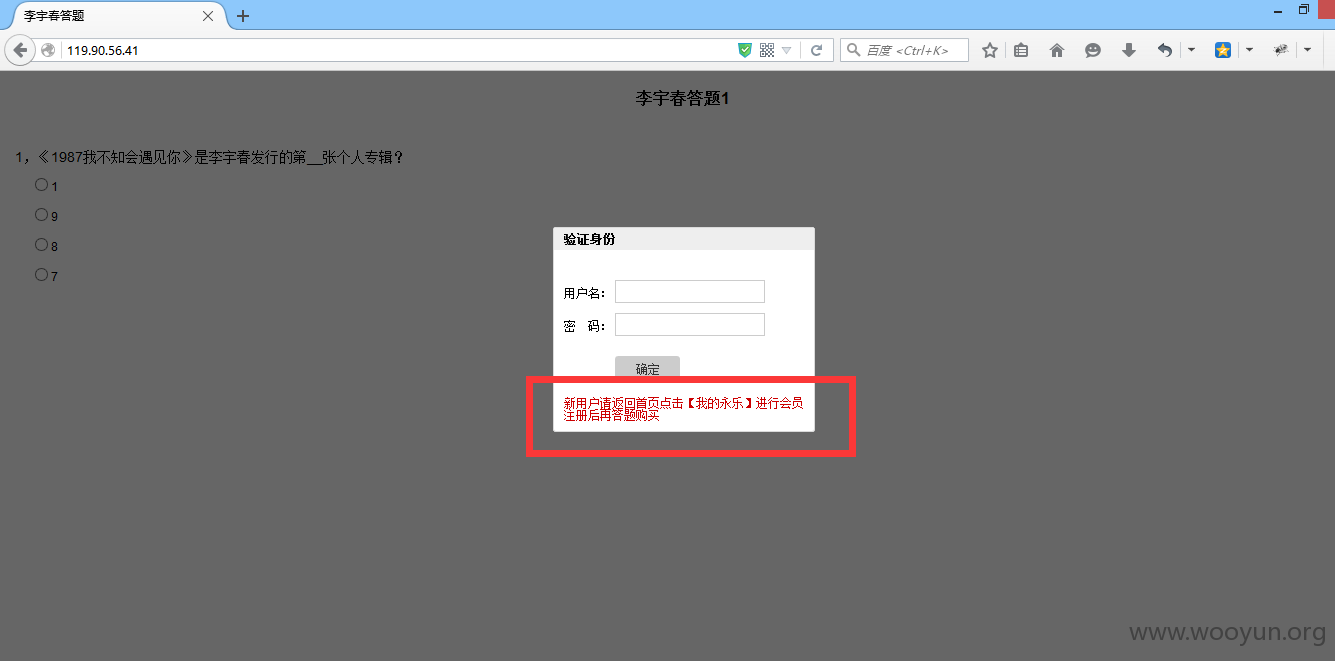 李宇春答题
119.90.56.41
百度 <Ctrl+K>
李宇春答题1
1，《1987我不知会遇见你》是李宇春发行的第__张个人专辑？
1
9
8
7
验证身份
用户名：
密 码：
确定
新用户请返回首页点击【我的永乐】进行会员
注册后再答题购买
www.wooyun.org